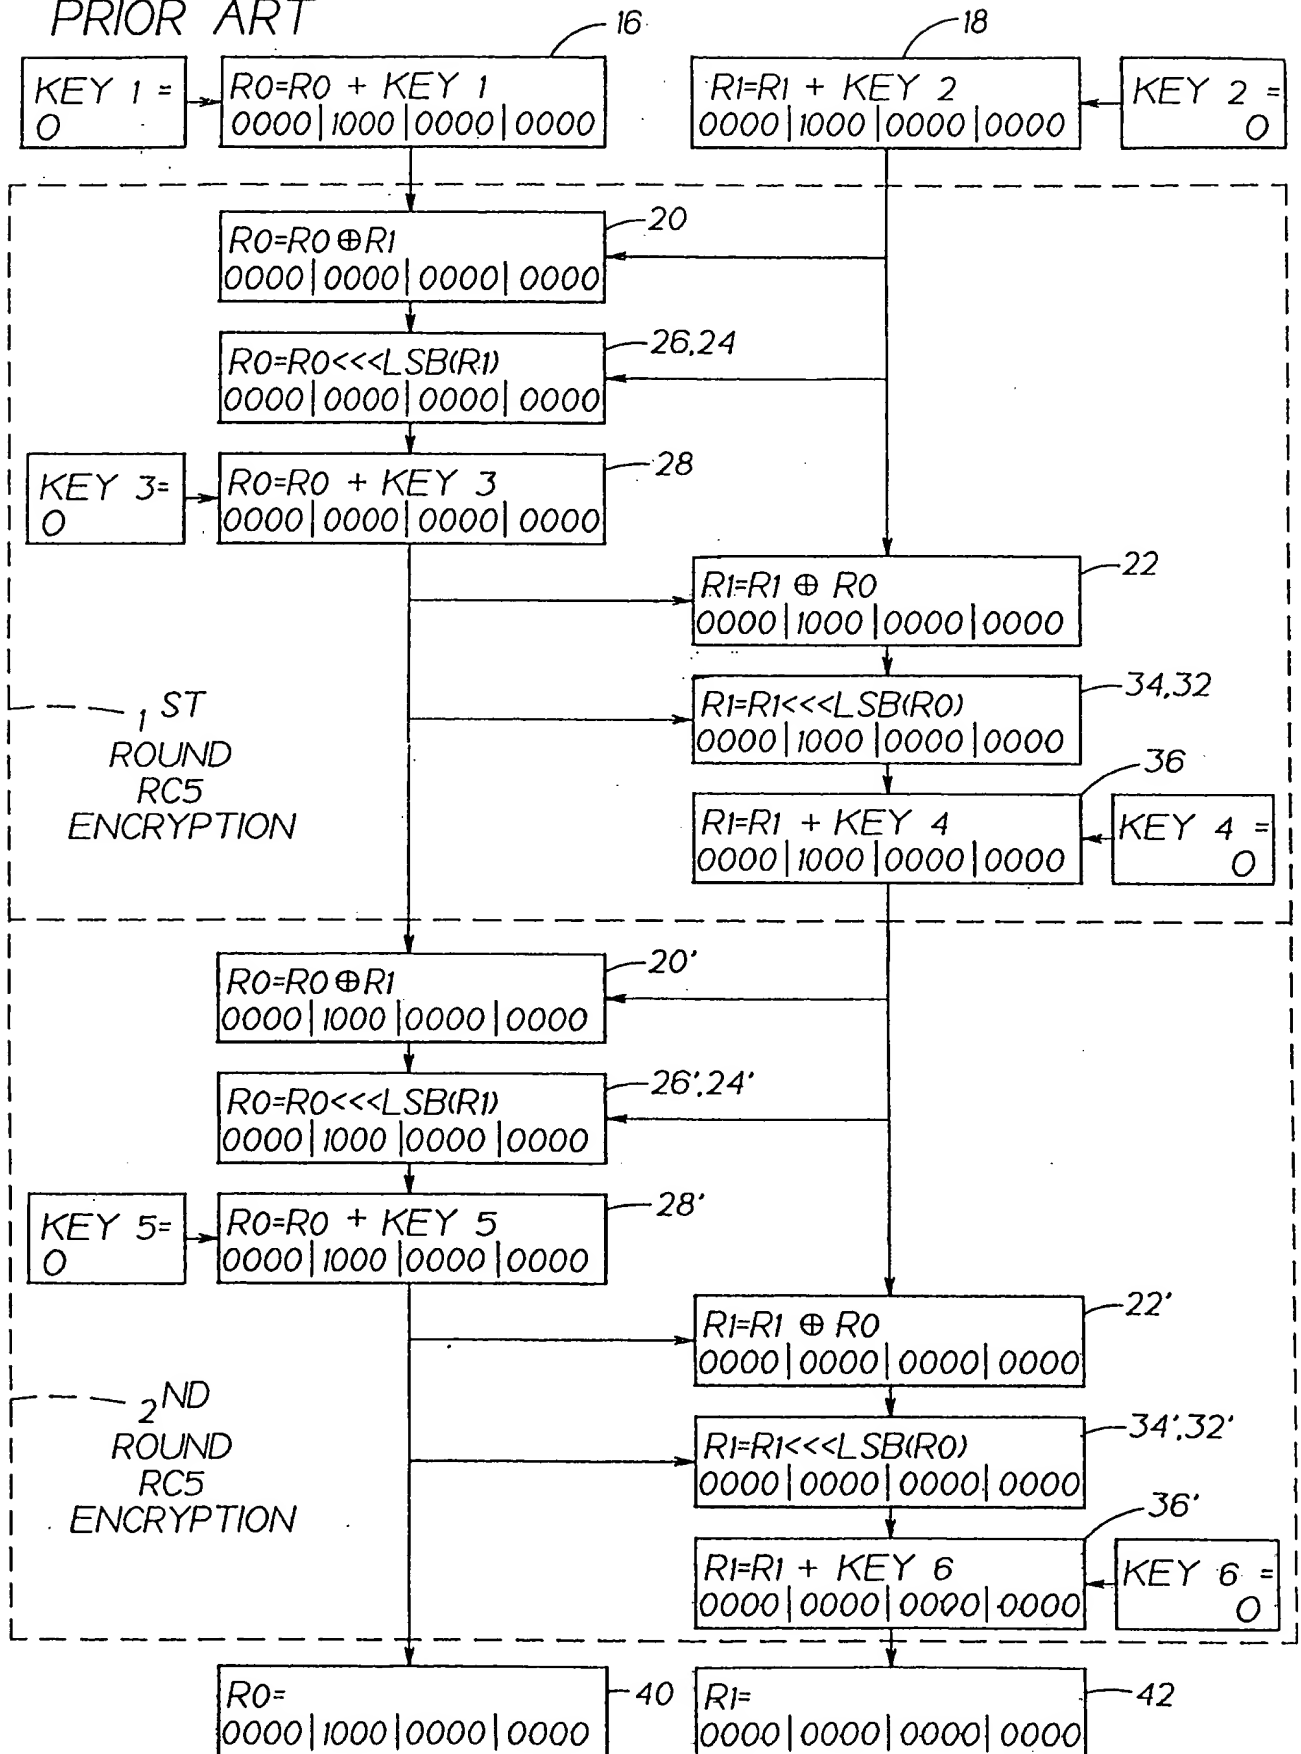 PRIOR ART
16
18
KEY 1 =
0
R0=R0 + KEY 1
0000|1000|0000|0000
R1=R1 + KEY 2
0000|1000|0000|0000
KEY 2 =
0
20
R0=R0⊕R1
0000|0000|0000|0000
26,24
R0=R0<<<LSB(R1)
0000|0000|0000|0000
KEY 3=
0
28
R0=R0 + KEY 3
0000|0000|0000|0000
22
R1=R1 ⊕ R0
0000|1000|0000|0000
34,32
R1=R1<<<LSB(R0)
0000|1000|0000|0000
36
R1=R1 + KEY 4
0000|1000|0000|0000
KEY 4 =
0
1 ST
ROUND
RC5
ENCRYPTION
20'
R0=R0⊕R1
0000|1000|0000|0000
26',24'
R0=R0<<<LSB(R1)
0000|1000|0000|0000
KEY 5=
0
28'
R0=R0 + KEY 5
0000|1000|0000|0000
22'
R1=R1 ⊕ R0
0000|0000|0000|0000
34',32'
R1=R1<<<LSB(R0)
0000|0000|0000|0000
36'
R1=R1 + KEY 6
0000|0000|0000|0000
KEY 6 =
0
2 ND
ROUND
RC5
ENCRYPTION
40
R0=
0000|1000|0000|0000
42
R1=
0000|0000|0000|0000